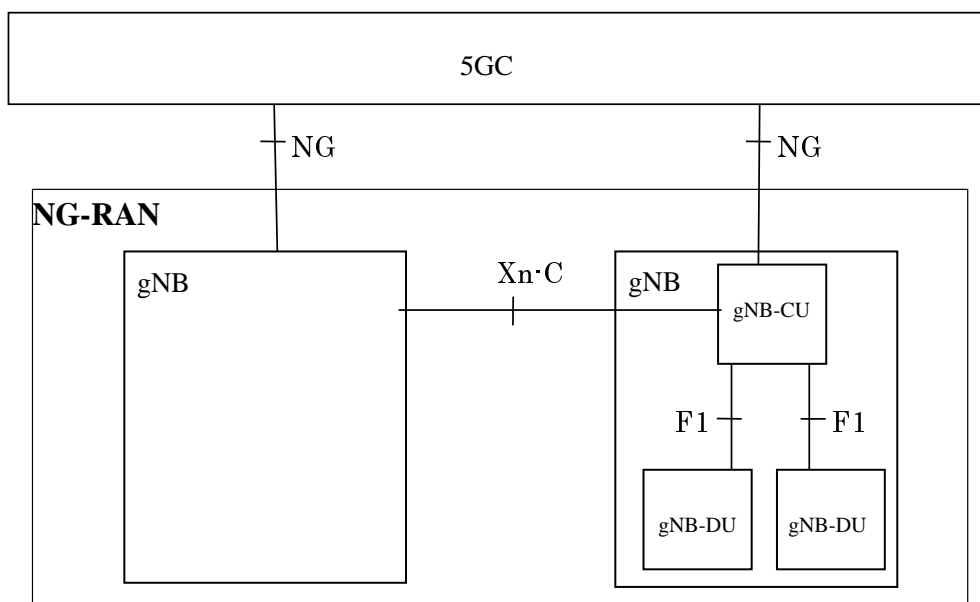 5GC
NG
NG
NG-RAN
gNB
Xn-C
gNB
gNB-CU
F1
F1
gNB-DU
gNB-DU